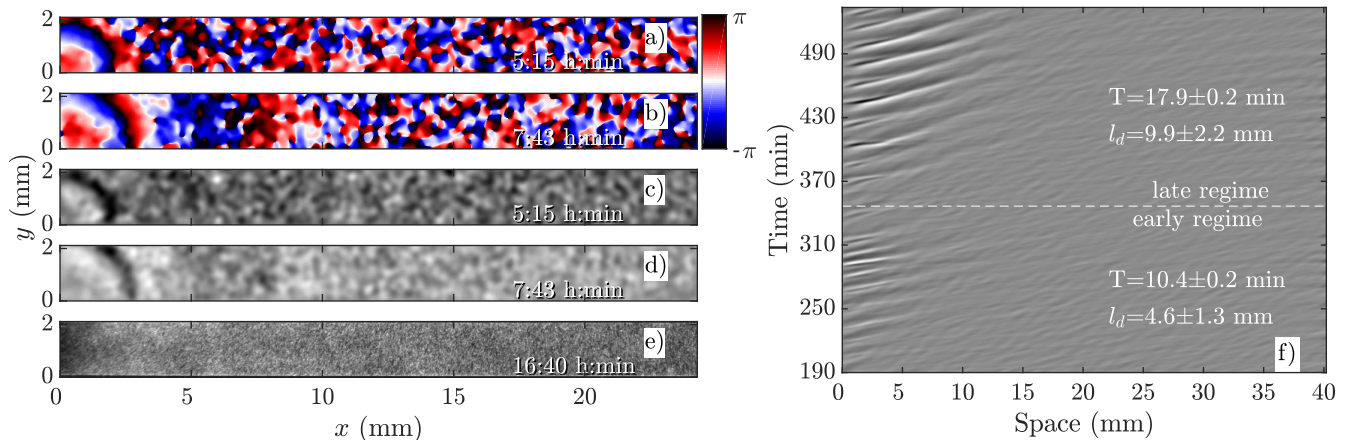 2
0
a)
5:15 h:min
π
2
0
b)
7:43 h:min
-π
2
0
c)
5:15 h:min
2
0
d)
7:43 h:min
2
0
e)
16:40 h:min
0 5 10 15 20
x (mm)
y (mm)
490
430
370
310
250
190
Time (min)
T=17.9±0.2 min
l_d=9.9±2.2 mm
late regime
early regime
T=10.4±0.2 min
l_d=4.6±1.3 mm
f)
0 5 10 15 20 25 30 35 40
Space (mm)